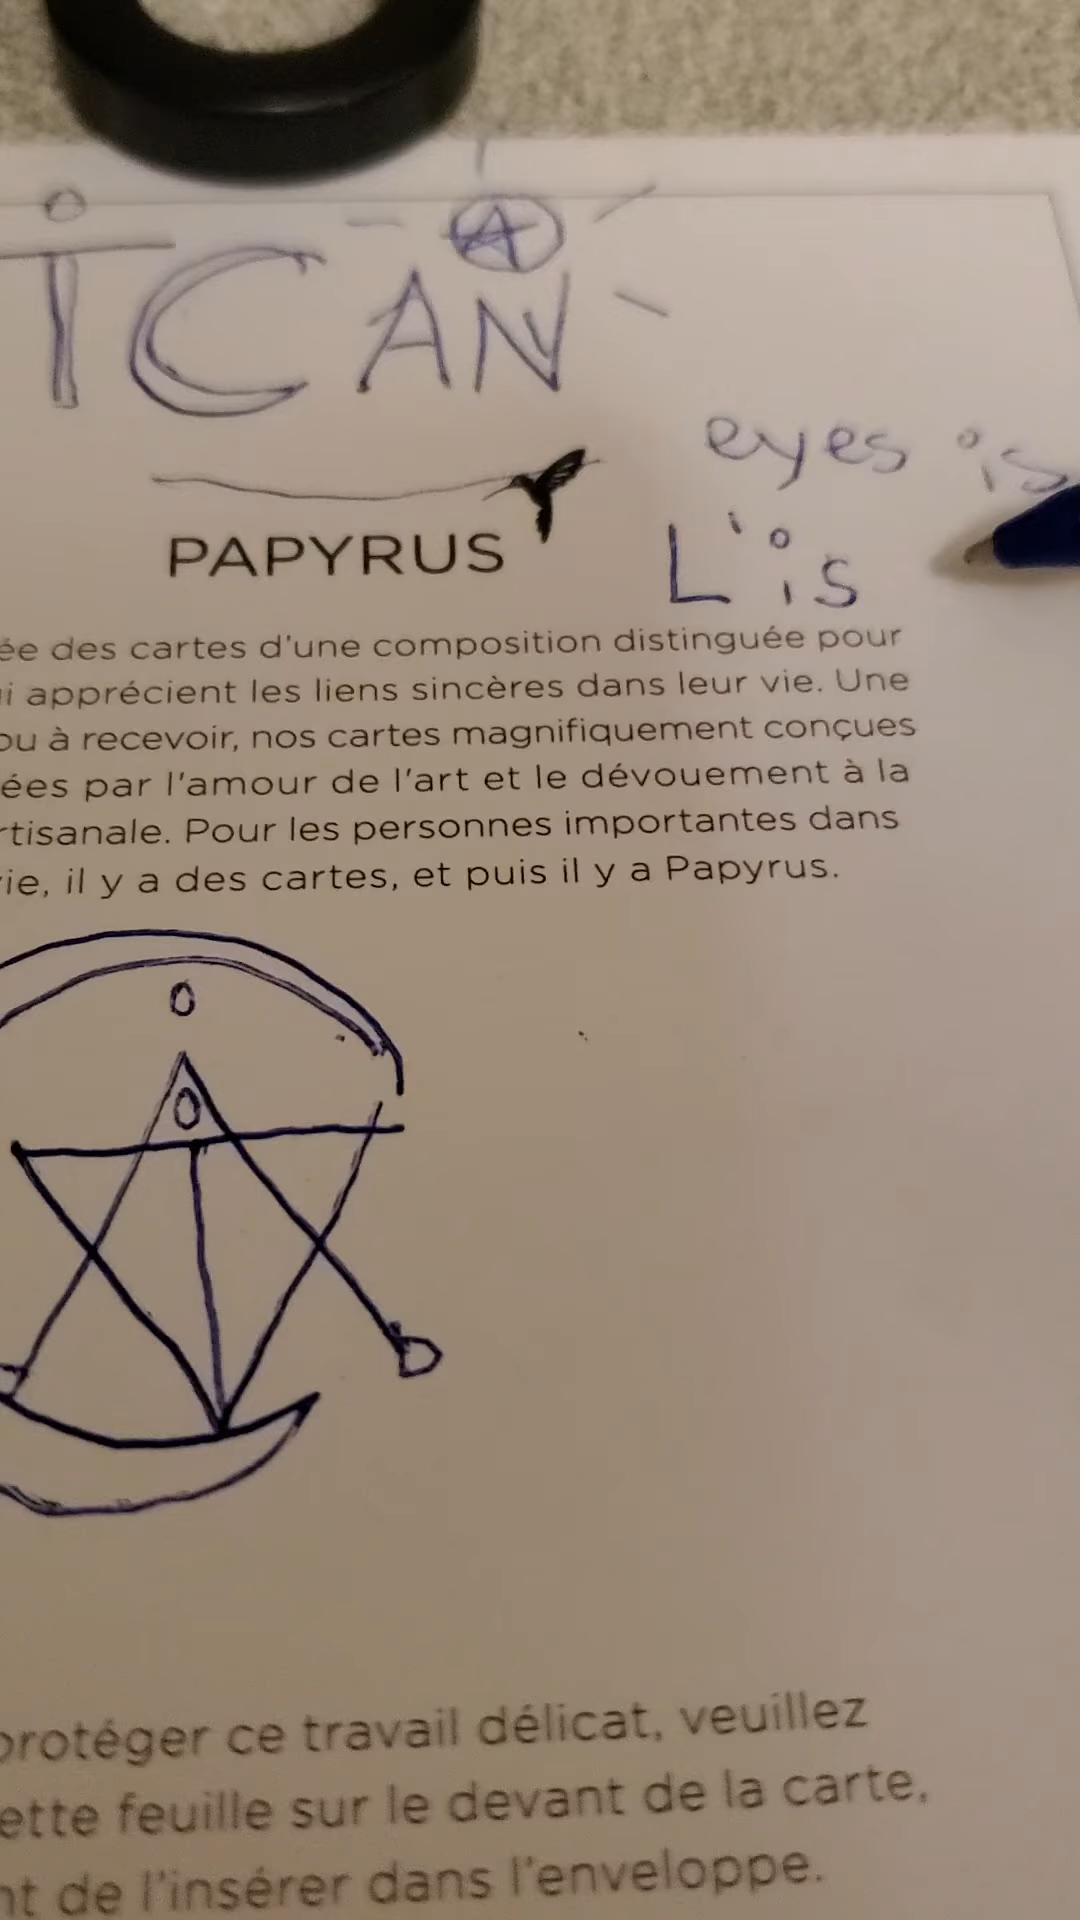 A
ICAN
eyes is
PAPYRUS
L'is
ée des cartes d'une composition distinguée pour
i apprécient les liens sincères dans leur vie. Une
ou à recevoir, nos cartes magnifiquement conçues
ées par l'amour de l'art et le dévouement à la
rtisanale. Pour les personnes importantes dans
ie, il y a des cartes, et puis il y a Papyrus.
O
O
protéger ce travail délicat, veuillez
ette feuille sur le devant de la carte,
nt de l'insérer dans l'enveloppe.